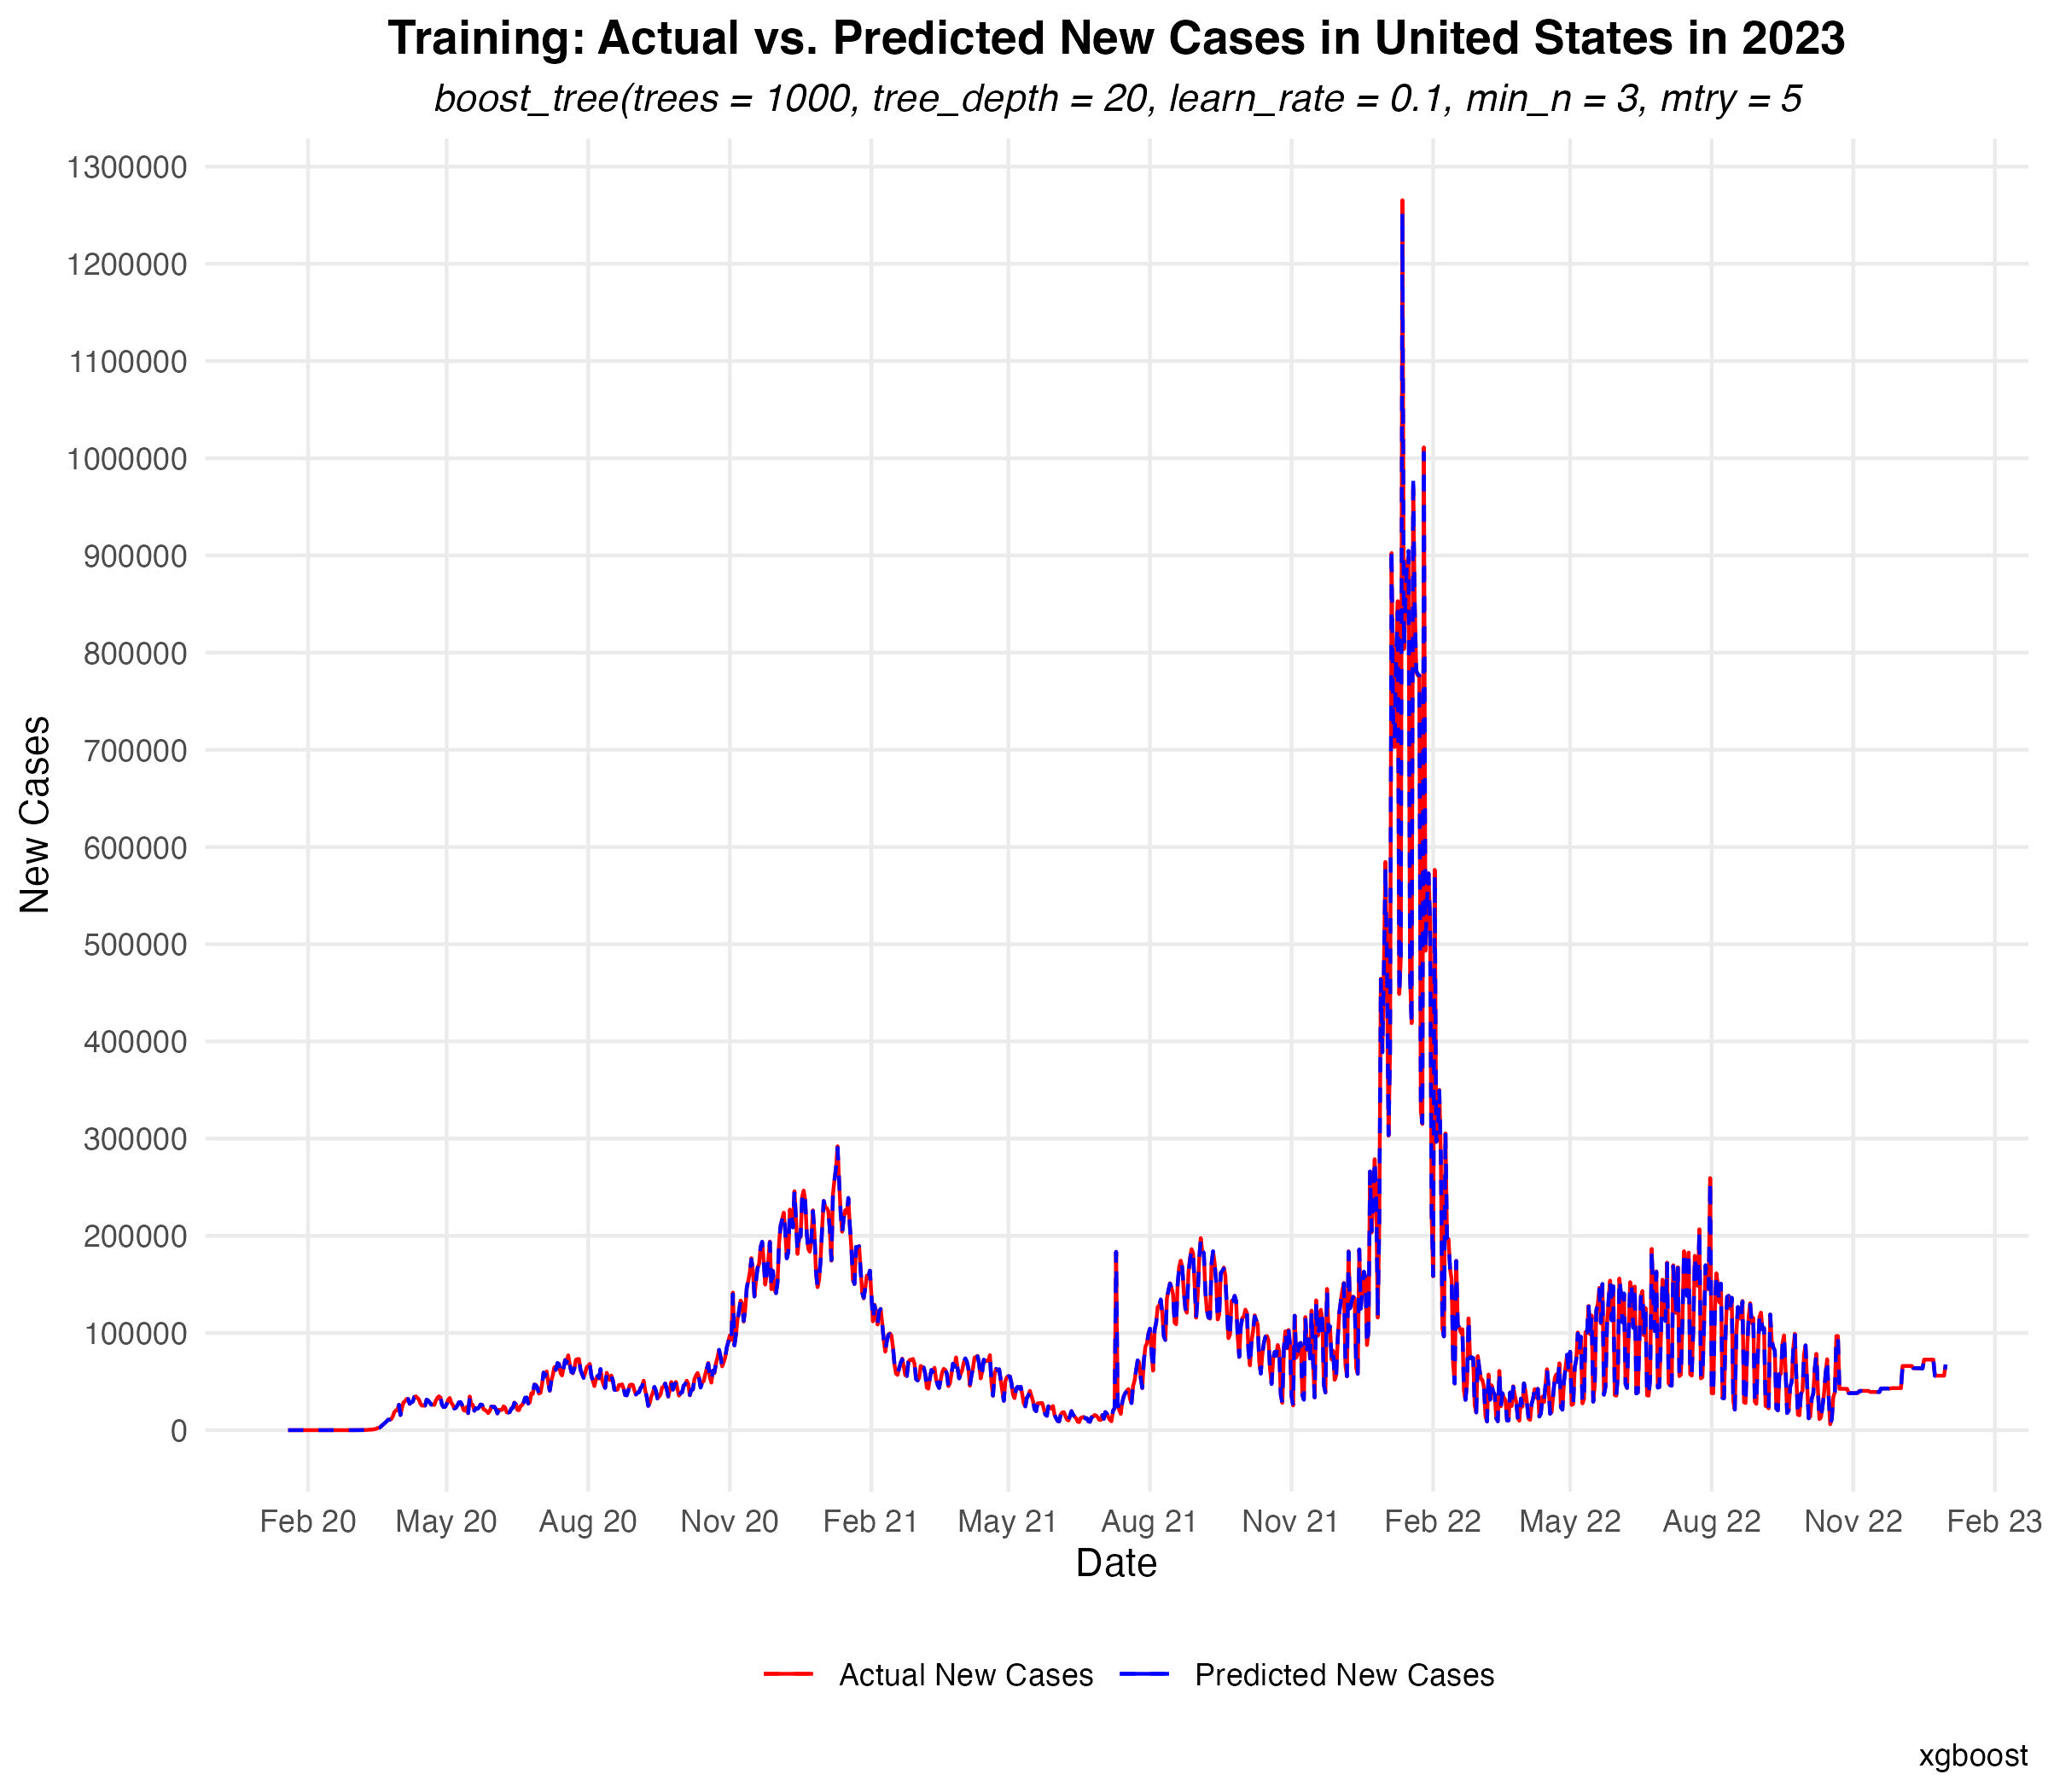 Training: Actual vs. Predicted New Cases in United States in 2023
boost_tree(trees = 1000, tree_depth = 20, learn_rate = 0.1, min_n = 3, mtry = 5
1300000
1200000
1100000
1000000
900000
800000
700000
600000
500000
400000
300000
200000
100000
0
New Cases
Feb 20 May 20 Aug 20 Nov 20 Feb 21 May 21 Aug 21 Nov 21 Feb 22 May 22 Aug 22 Nov 22 Feb 23
Date
Actual New Cases Predicted New Cases
xgboost